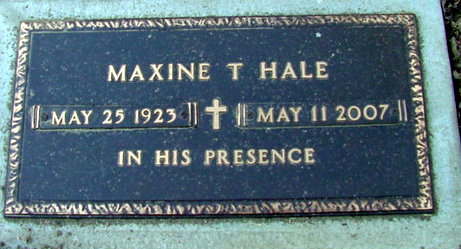 MAXINE T HALE
MAY 25 1923 MAY 11 2007
IN HIS PRESENCE